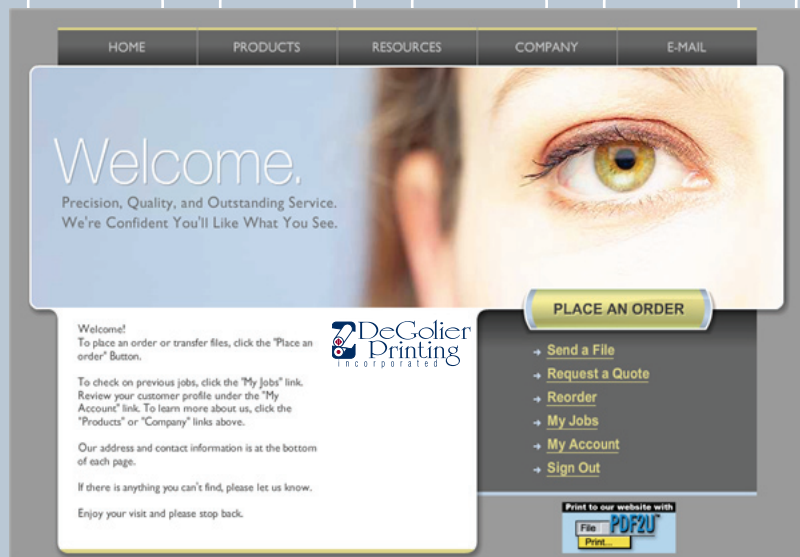 HOME PRODUCTS RESOURCES COMPANY E-MAIL
Welcome.
Precision, Quality, and Outstanding Service.
We're Confident You'll Like What You See.
PLACE AN ORDER
Welcome!
To place an order or transfer files, click the "Place an
order" Button.
To check on previous jobs, click the "My Jobs" link.
Review your customer profile under the "My
Account" link. To learn more about us, click the
"Products" or "Company" links above.
Our address and contact information is at the bottom
of each page.
If there is anything you can't find, please let us know.
Enjoy your visit and please stop back.
DeGolier
Printing
incorporated
Send a File
Request a Quote
Reorder
My Jobs
My Account
Sign Out
Print to our website with
File PDF2U™
Print...